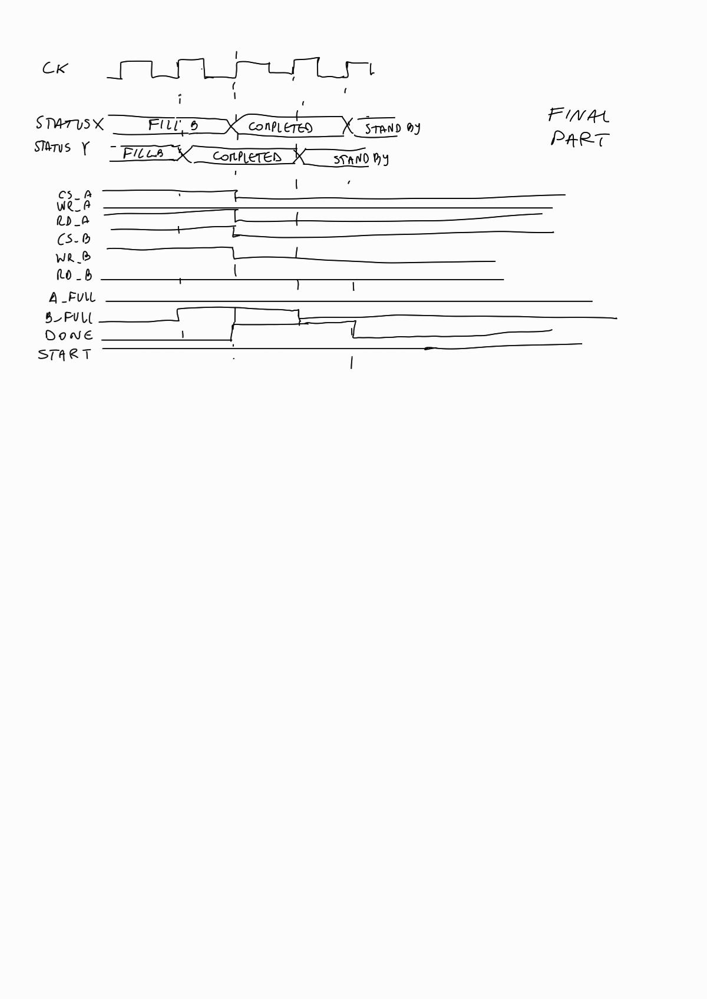 CK
STATUS X FILL B COMPLETED STAND BY
FINAL
PART
STATUS Y FILL B COMPLETED STAND BY
CS_A
WR_A
RD_A
CS_B
WR_B
RD_B
A_FULL
B_FULL
DONE
START